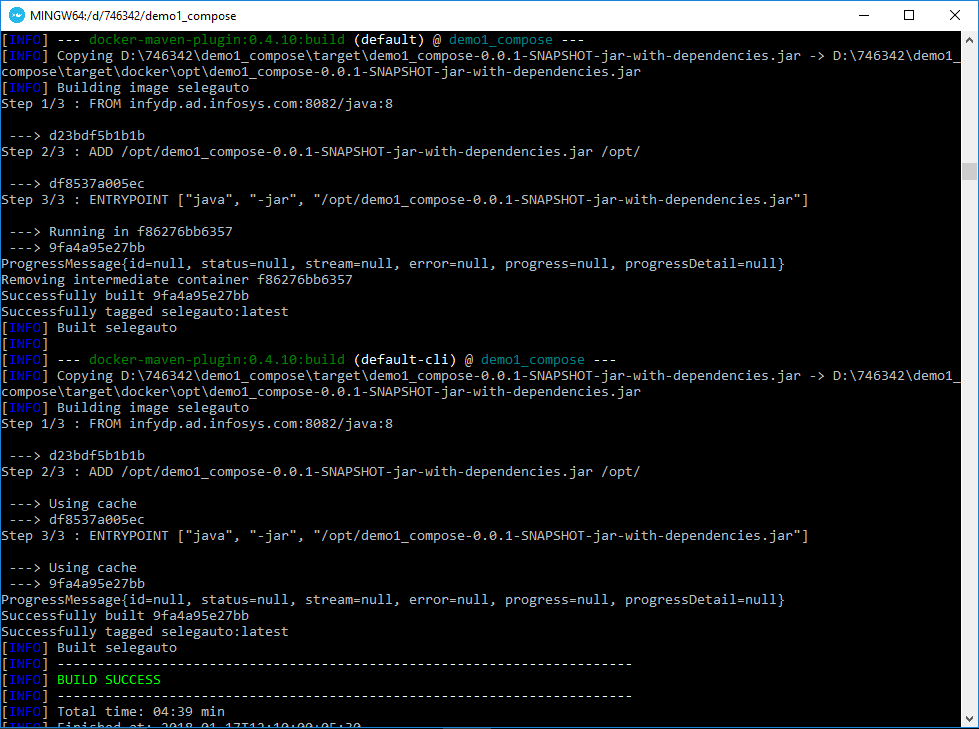 MINGW64:/d/746342/demo1_compose
[INFO] --- docker-maven-plugin:0.4.10:build (default) @ demo1_compose ---
[INFO] Copying D:\746342\demo1_compose\target\demo1_compose-0.0.1-SNAPSHOT-jar-with-dependencies.jar -> D:\746342\demo1_
compose\target\docker\opt\demo1_compose-0.0.1-SNAPSHOT-jar-with-dependencies.jar
[INFO] Building image selegauto
Step 1/3 : FROM infydp.ad.infosys.com:8082/java:8
---> d23bdf5b1b1b
Step 2/3 : ADD /opt/demo1_compose-0.0.1-SNAPSHOT-jar-with-dependencies.jar /opt/
---> df8537a005ec
Step 3/3 : ENTRYPOINT ["java", "-jar", "/opt/demo1_compose-0.0.1-SNAPSHOT-jar-with-dependencies.jar"]
---> Running in f86276bb6357
---> 9fa4a95e27bb
ProgressMessage{id=null, status=null, stream=null, error=null, progress=null, progressDetail=null}
Removing intermediate container f86276bb6357
Successfully built 9fa4a95e27bb
Successfully tagged selegauto:latest
[INFO] Built selegauto
[INFO]
[INFO] --- docker-maven-plugin:0.4.10:build (default-cli) @ demo1_compose ---
[INFO] Copying D:\746342\demo1_compose\target\demo1_compose-0.0.1-SNAPSHOT-jar-with-dependencies.jar -> D:\746342\demo1_
compose\target\docker\opt\demo1_compose-0.0.1-SNAPSHOT-jar-with-dependencies.jar
[INFO] Building image selegauto
Step 1/3 : FROM infydp.ad.infosys.com:8082/java:8
---> d23bdf5b1b1b
Step 2/3 : ADD /opt/demo1_compose-0.0.1-SNAPSHOT-jar-with-dependencies.jar /opt/
---> Using cache
---> df8537a005ec
Step 3/3 : ENTRYPOINT ["java", "-jar", "/opt/demo1_compose-0.0.1-SNAPSHOT-jar-with-dependencies.jar"]
---> Using cache
---> 9fa4a95e27bb
ProgressMessage{id=null, status=null, stream=null, error=null, progress=null, progressDetail=null}
Successfully built 9fa4a95e27bb
Successfully tagged selegauto:latest
[INFO] Built selegauto
[INFO] ------------------------------------------------------------------------
[INFO] BUILD SUCCESS
[INFO] ------------------------------------------------------------------------
[INFO] Total time: 04:39 min
[INFO] Finished at: